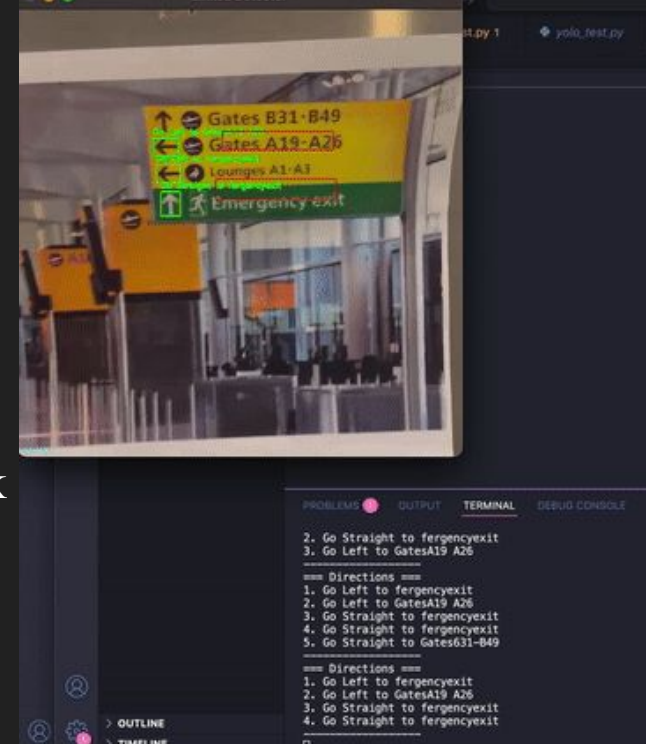 st.py 1
yolo_test.py
Gates B31-B49
Gates A19-A26
Lounges A1-A3
Emergency exit
PROBLEMS
OUTPUT
TERMINAL
DEBUG CONSOLE
2. Go Straight to fergencyexit
3. Go Left to GatesA19 A26
=== Directions ===
1. Go Left to fergencyexit
2. Go Left to GatesA19 A26
3. Go Straight to fergencyexit
4. Go Straight to fergencyexit
5. Go Straight to Gates631-B49
=== Directions ===
1. Go Left to fergencyexit
2. Go Left to GatesA19 A26
3. Go Straight to fergencyexit
4. Go Straight to fergencyexit
OUTLINE
TIMELINE